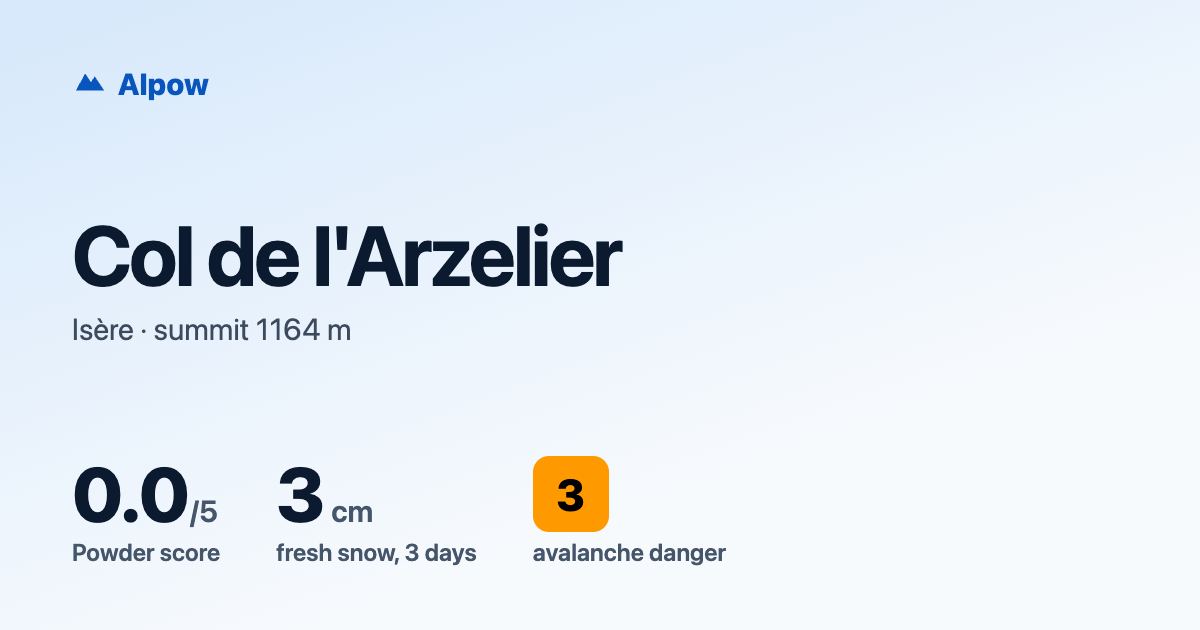 Alpow
Col de l'Arzelier
Isère · summit 1164 m
0.0/5
Powder score
3 cm
fresh snow, 3 days
3
avalanche danger